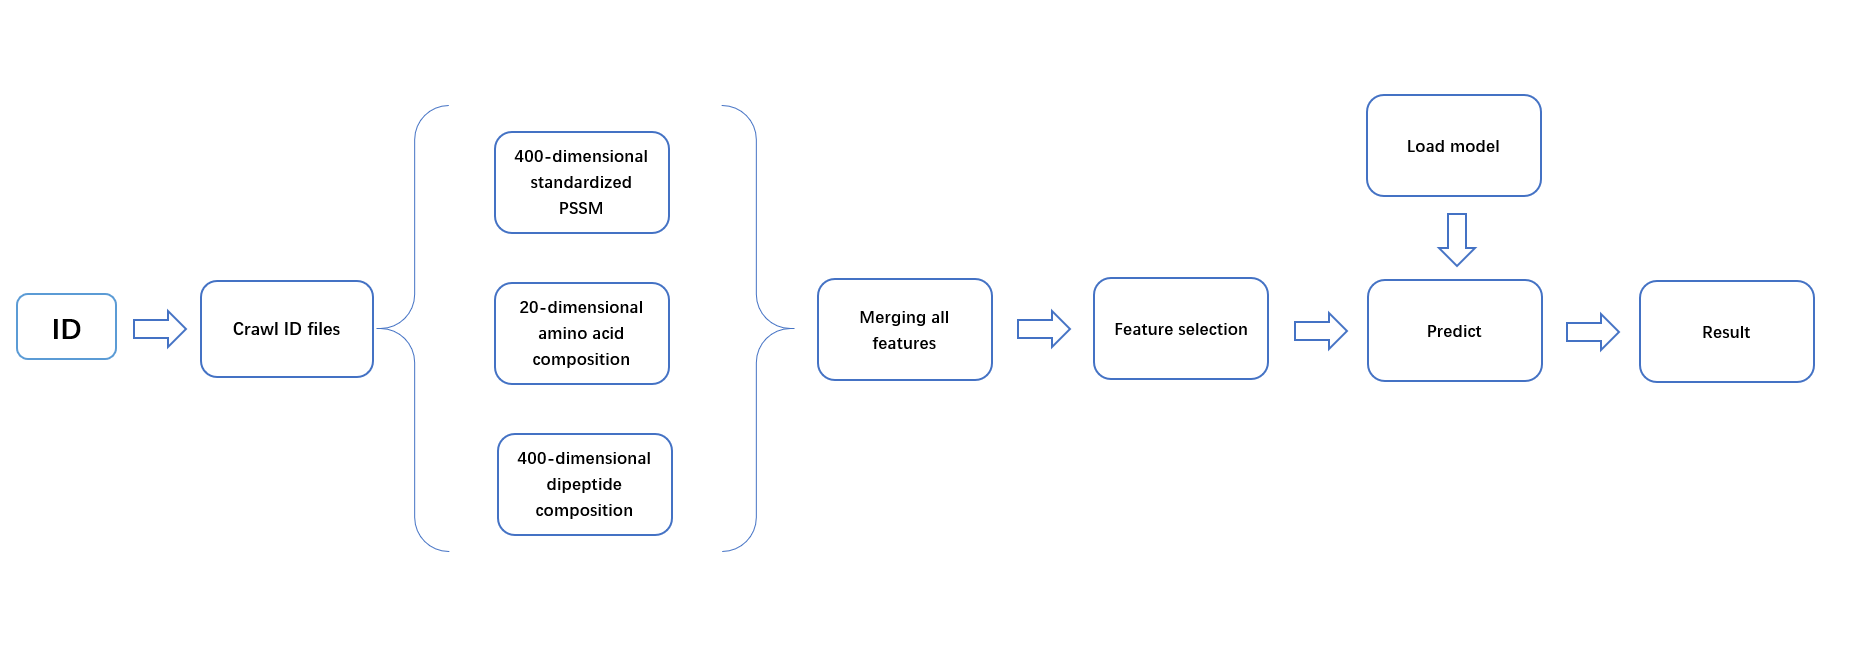 ID
Crawl ID files
400-dimensional
standardized
PSSM
20-dimensional
amino acid
composition
400-dimensional
dipeptide
composition
Merging all
features
Feature selection
Load model
Predict
Result